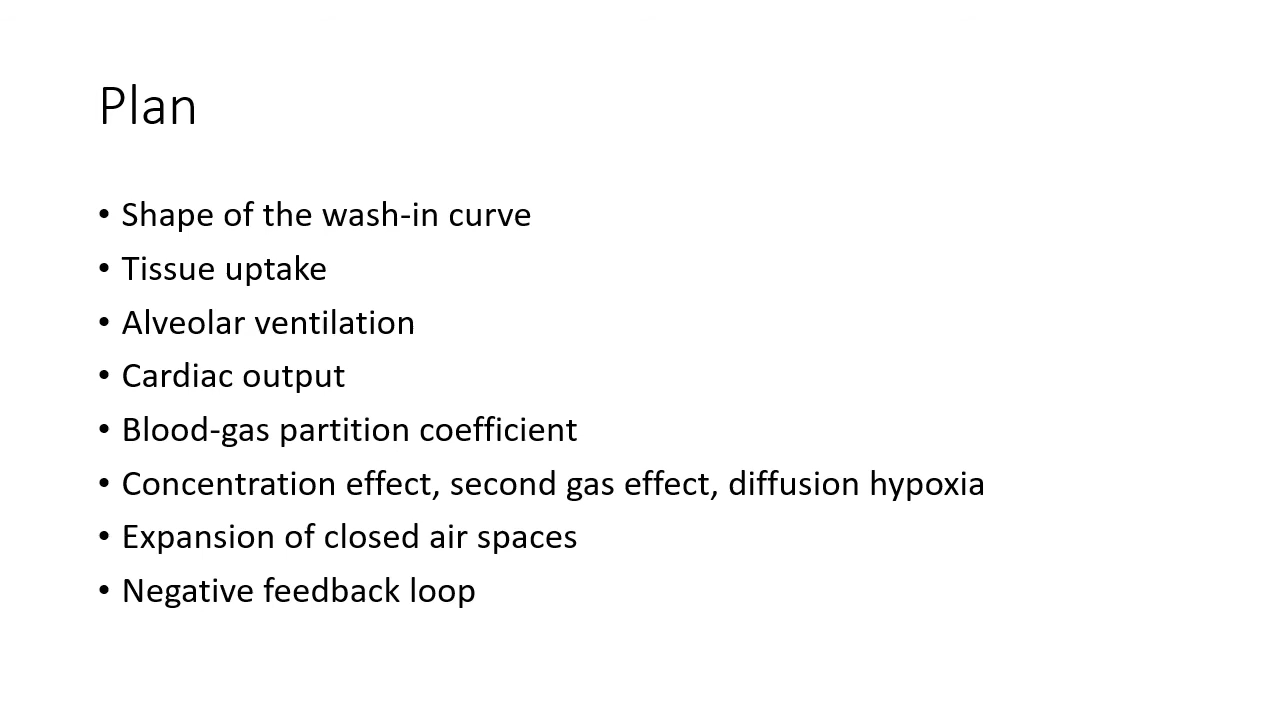 Plan
• Shape of the wash-in curve
• Tissue uptake
• Alveolar ventilation
• Cardiac output
• Blood-gas partition coefficient
• Concentration effect, second gas effect, diffusion hypoxia
• Expansion of closed air spaces
• Negative feedback loop